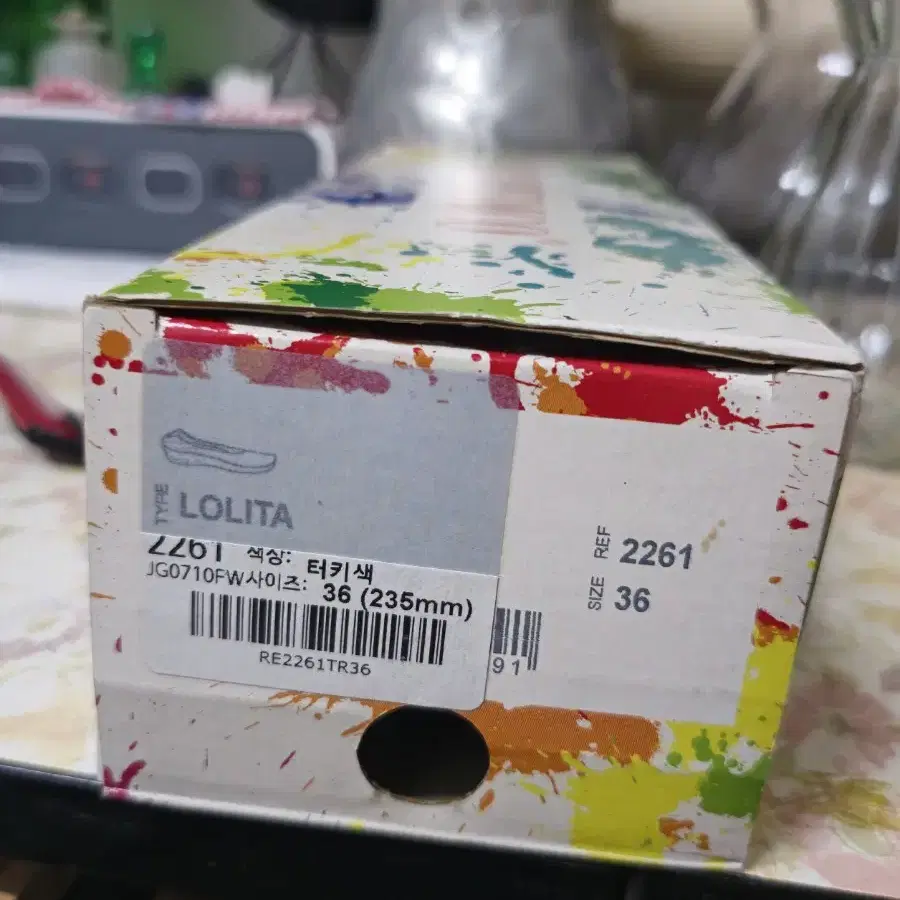 TYPE LOLITA
2261 색상: 터키색
JG0710FW사이즈: 36 (235mm)
RE2261TR36
91
REF 2261
SIZE 36